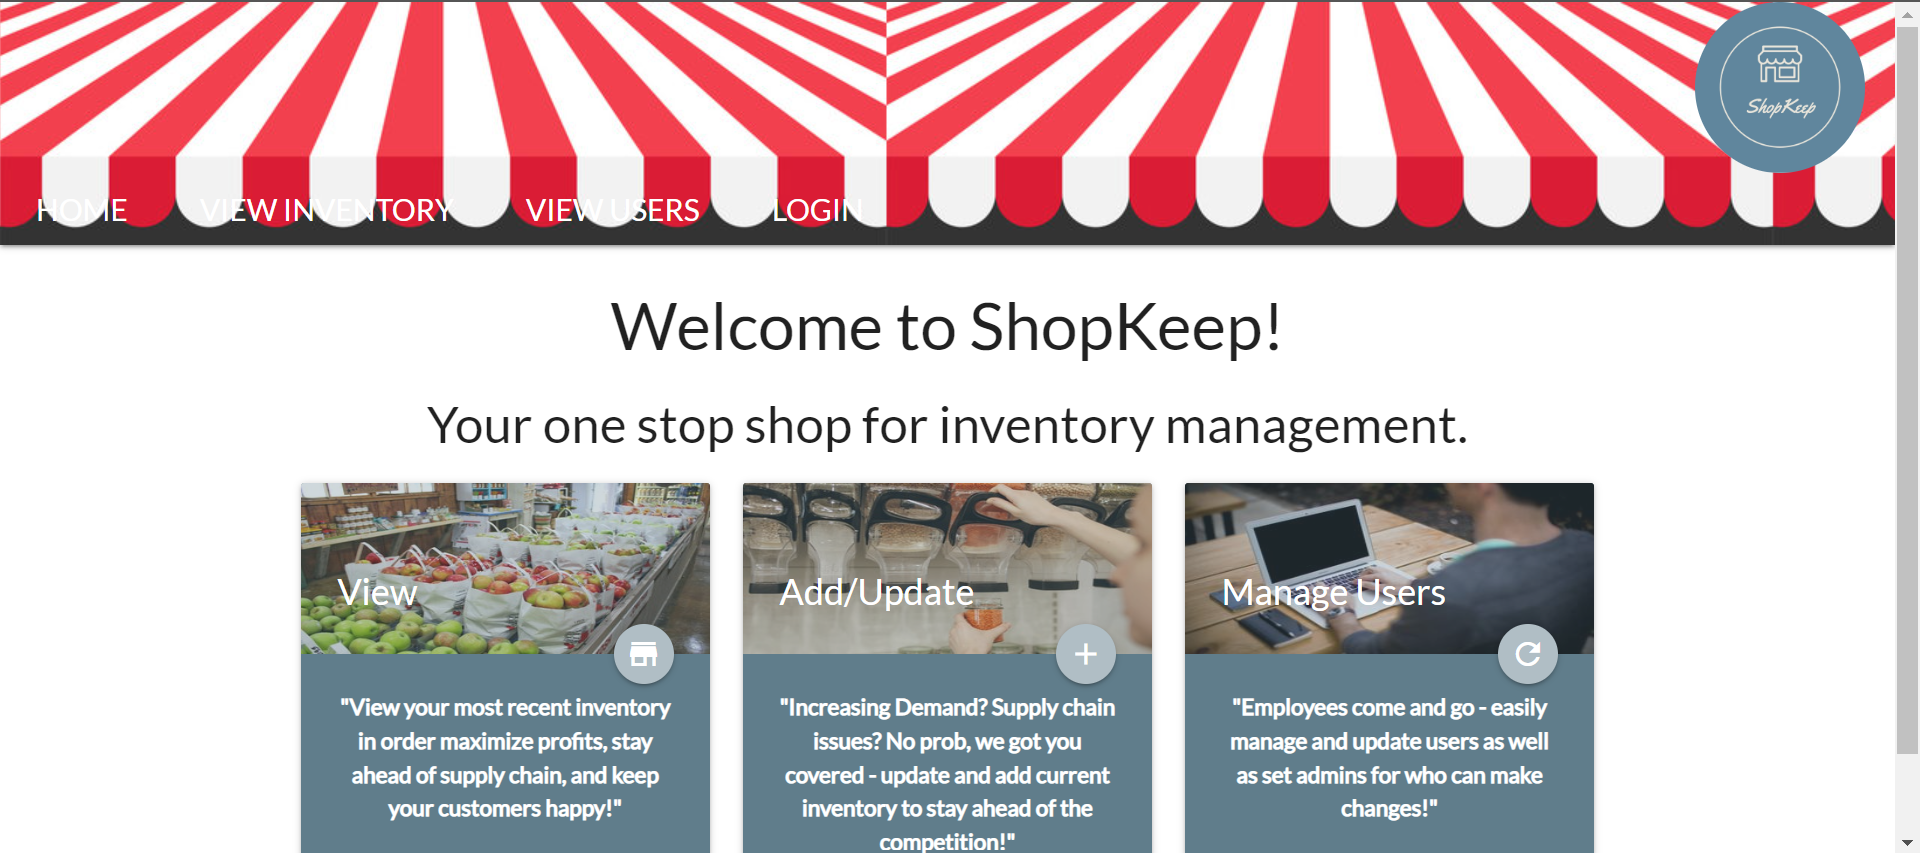 ShopKeep
HOME VIEW INVENTORY VIEW USERS LOGIN
Welcome to ShopKeep!
Your one stop shop for inventory management.
View
"View your most recent inventory
in order maximize profits, stay
ahead of supply chain, and keep
your customers happy!"
Add/Update
"Increasing Demand? Supply chain
issues? No prob, we got you
covered - update and add current
inventory to stay ahead of the
competition!"
Manage Users
"Employees come and go - easily
manage and update users as well
as set admins for who can make
changes!"